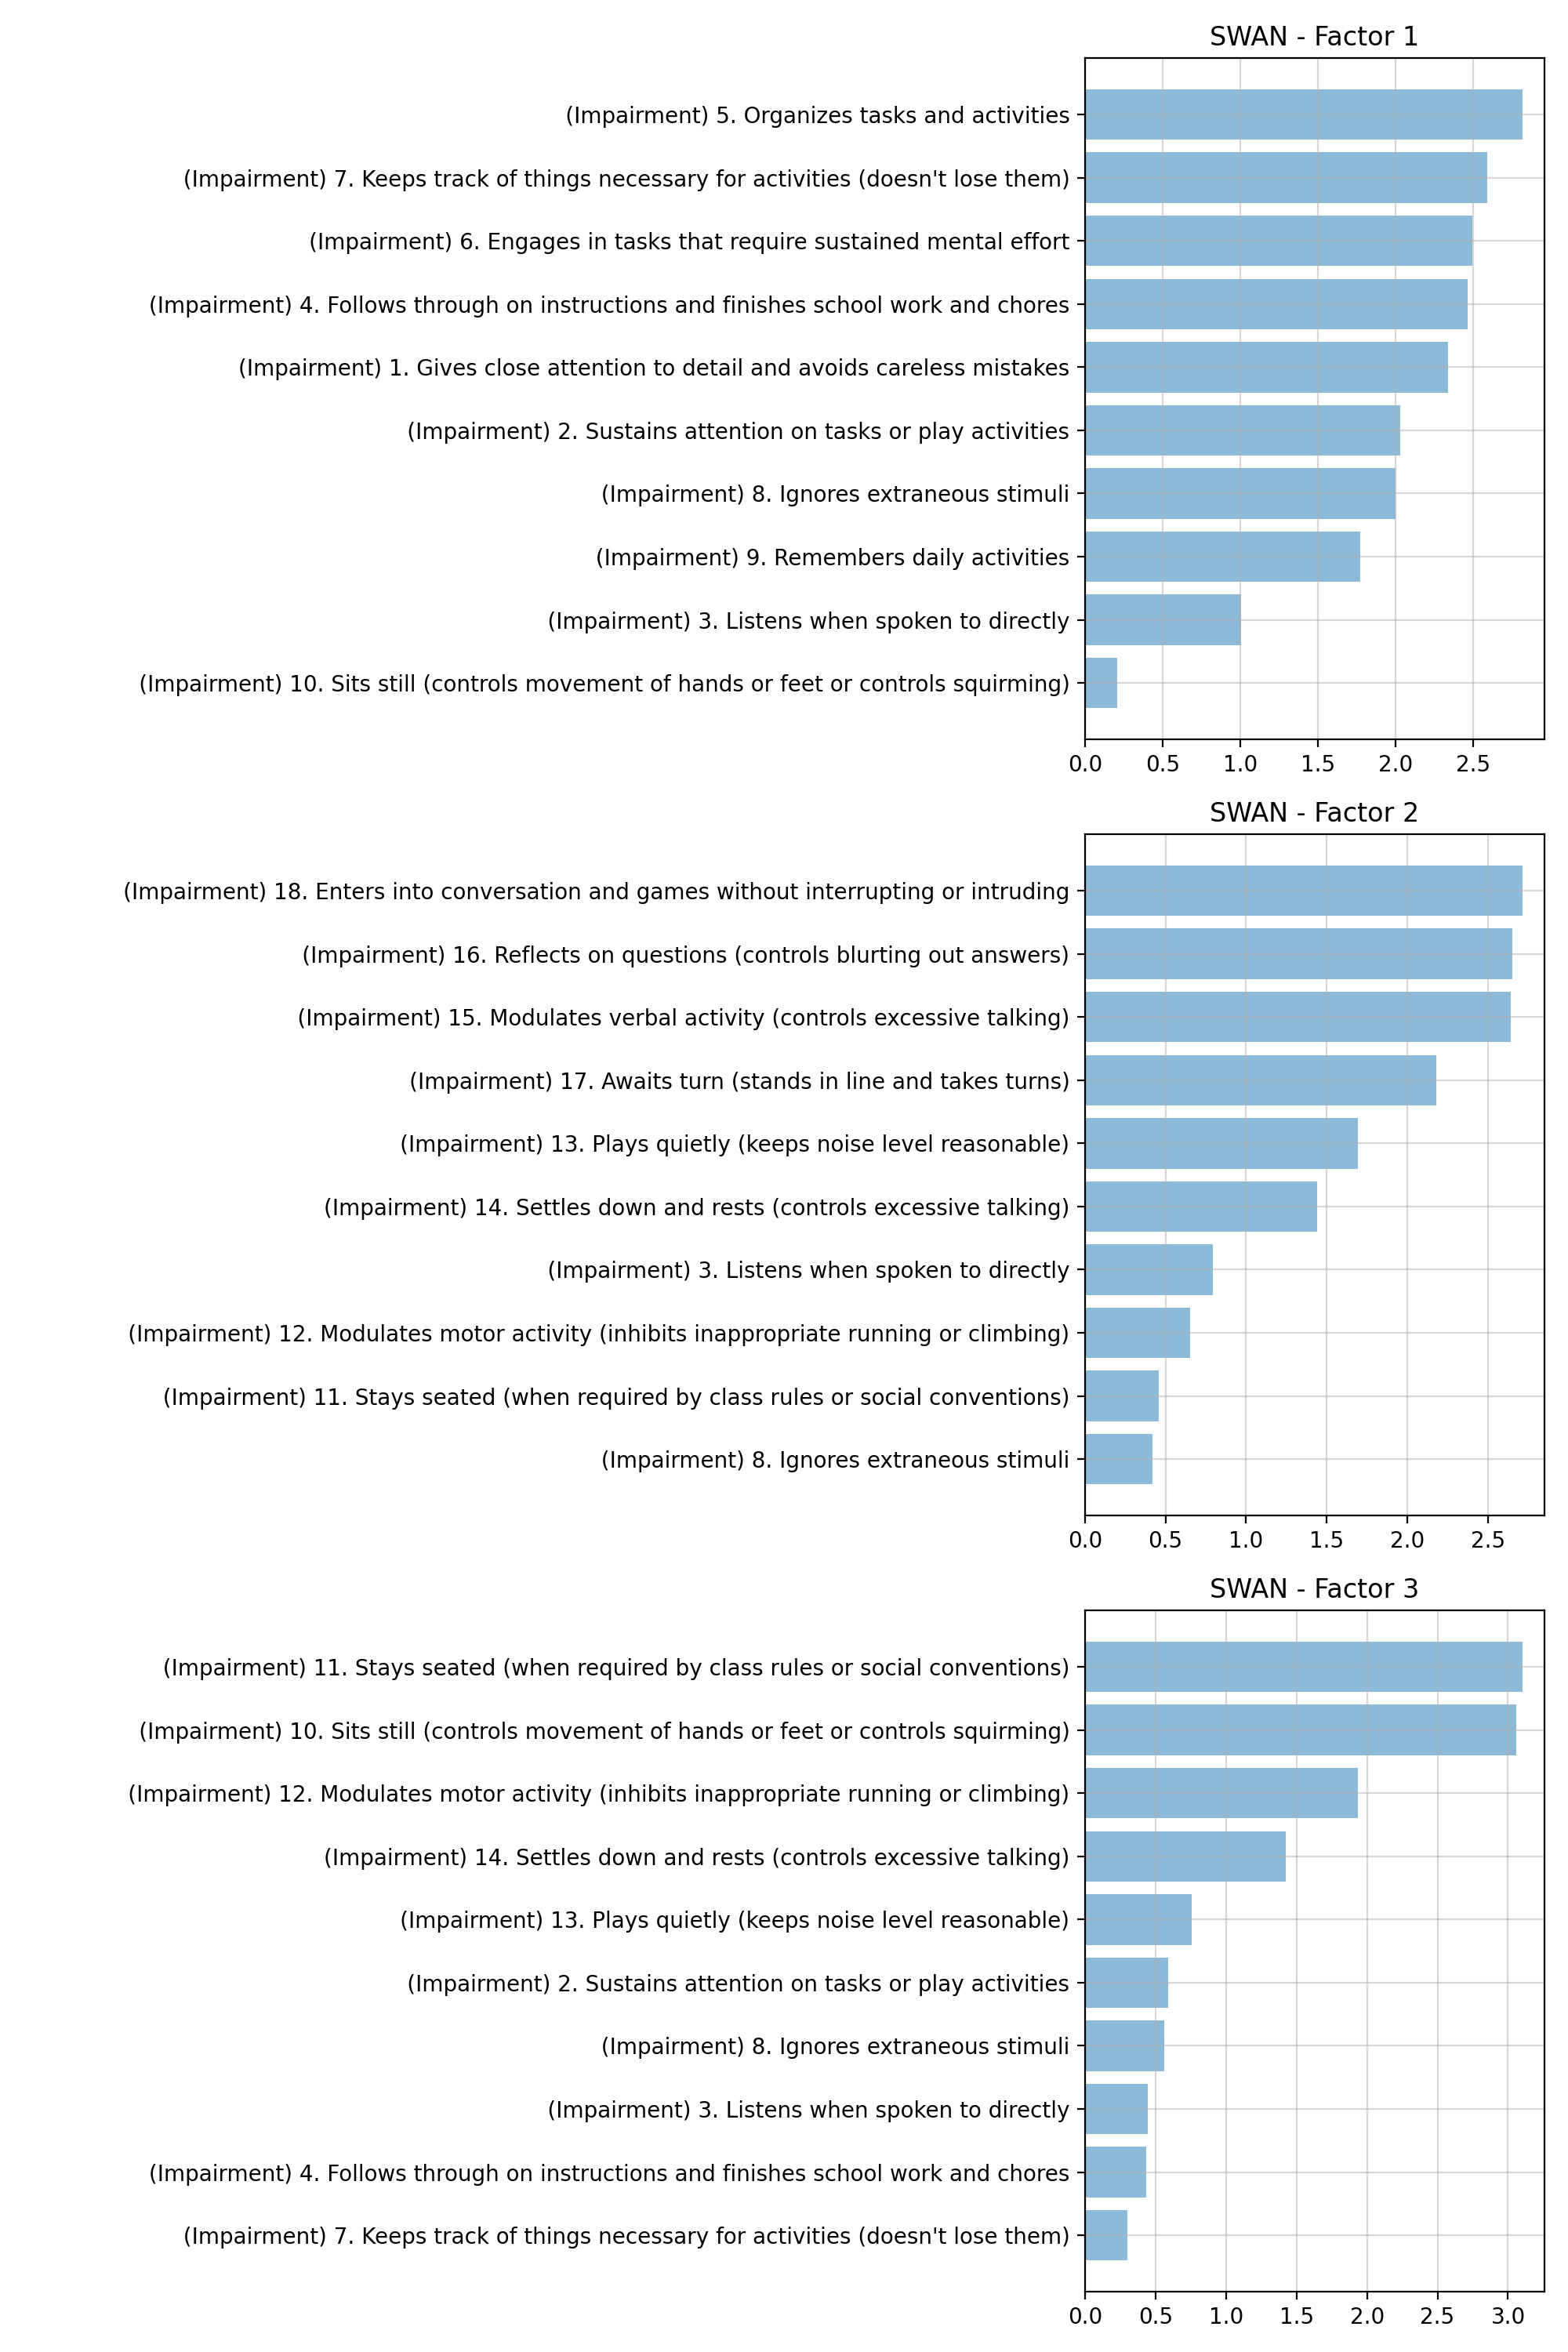 SWAN - Factor 1
(Impairment) 5. Organizes tasks and activities
(Impairment) 7. Keeps track of things necessary for activities (doesn't lose them)
(Impairment) 6. Engages in tasks that require sustained mental effort
(Impairment) 4. Follows through on instructions and finishes school work and chores
(Impairment) 1. Gives close attention to detail and avoids careless mistakes
(Impairment) 2. Sustains attention on tasks or play activities
(Impairment) 8. Ignores extraneous stimuli
(Impairment) 9. Remembers daily activities
(Impairment) 3. Listens when spoken to directly
(Impairment) 10. Sits still (controls movement of hands or feet or controls squirming)
0.0 0.5 1.0 1.5 2.0 2.5
SWAN - Factor 2
(Impairment) 18. Enters into conversation and games without interrupting or intruding
(Impairment) 16. Reflects on questions (controls blurting out answers)
(Impairment) 15. Modulates verbal activity (controls excessive talking)
(Impairment) 17. Awaits turn (stands in line and takes turns)
(Impairment) 13. Plays quietly (keeps noise level reasonable)
(Impairment) 14. Settles down and rests (controls excessive talking)
(Impairment) 3. Listens when spoken to directly
(Impairment) 12. Modulates motor activity (inhibits inappropriate running or climbing)
(Impairment) 11. Stays seated (when required by class rules or social conventions)
(Impairment) 8. Ignores extraneous stimuli
0.0 0.5 1.0 1.5 2.0 2.5
SWAN - Factor 3
(Impairment) 11. Stays seated (when required by class rules or social conventions)
(Impairment) 10. Sits still (controls movement of hands or feet or controls squirming)
(Impairment) 12. Modulates motor activity (inhibits inappropriate running or climbing)
(Impairment) 14. Settles down and rests (controls excessive talking)
(Impairment) 13. Plays quietly (keeps noise level reasonable)
(Impairment) 2. Sustains attention on tasks or play activities
(Impairment) 8. Ignores extraneous stimuli
(Impairment) 3. Listens when spoken to directly
(Impairment) 4. Follows through on instructions and finishes school work and chores
(Impairment) 7. Keeps track of things necessary for activities (doesn't lose them)
0.0 0.5 1.0 1.5 2.0 2.5 3.0